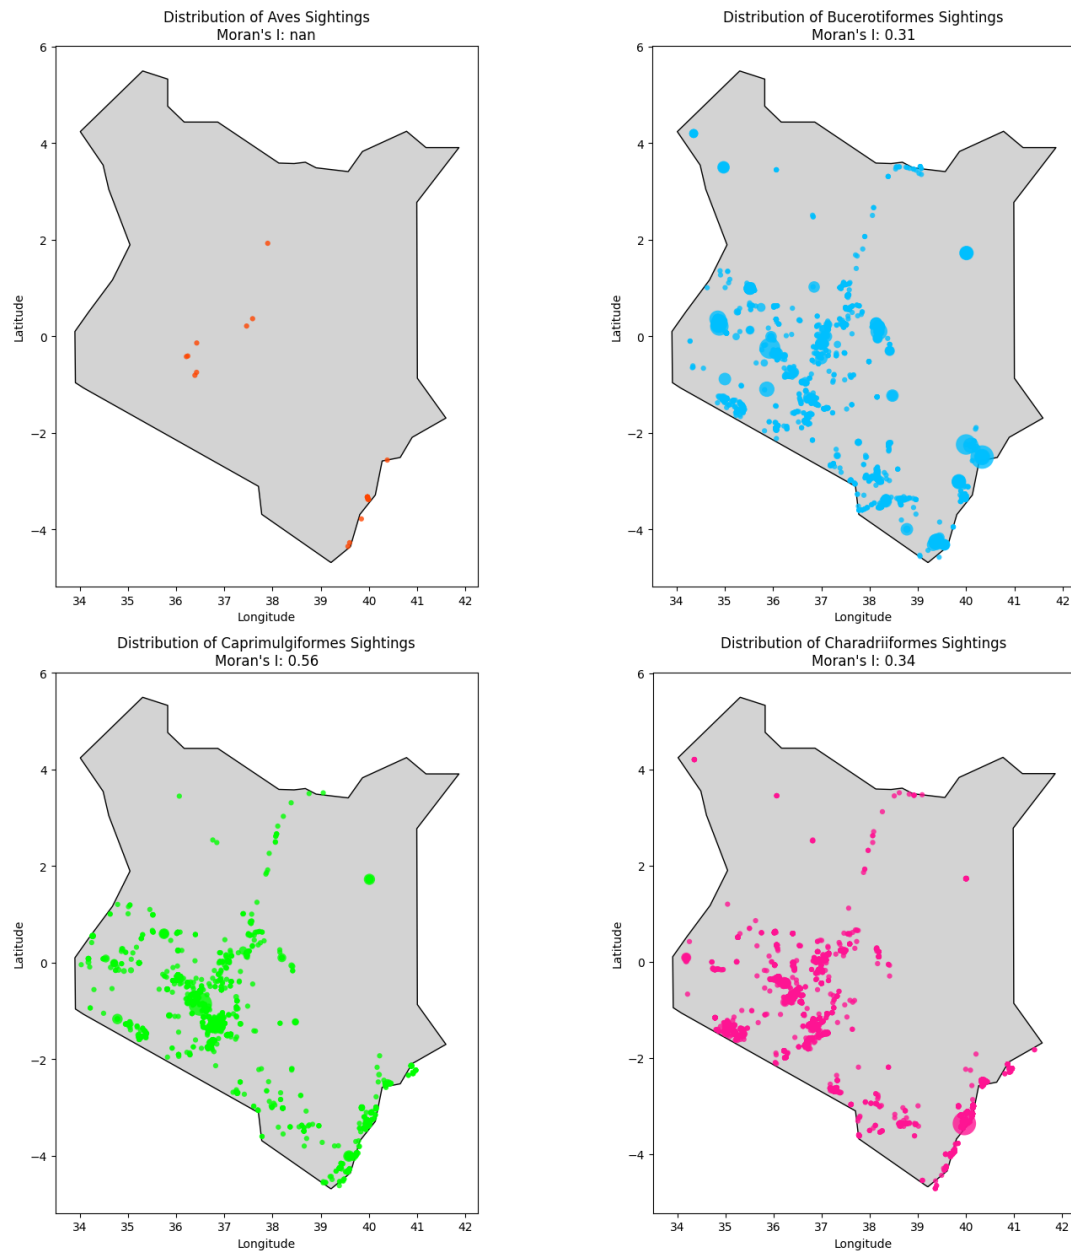 Distribution of Aves Sightings
Moran's I: nan
6
4
2
0
−2
−4
Latitude
34 35 36 37 38 39 40 41 42
Longitude
Distribution of Bucerotiformes Sightings
Moran's I: 0.31
6
4
2
0
−2
−4
Latitude
34 35 36 37 38 39 40 41 42
Longitude
Distribution of Caprimulgiformes Sightings
Moran's I: 0.56
6
4
2
0
−2
−4
Latitude
34 35 36 37 38 39 40 41 42
Longitude
Distribution of Charadriiformes Sightings
Moran's I: 0.34
6
4
2
0
−2
−4
Latitude
34 35 36 37 38 39 40 41 42
Longitude